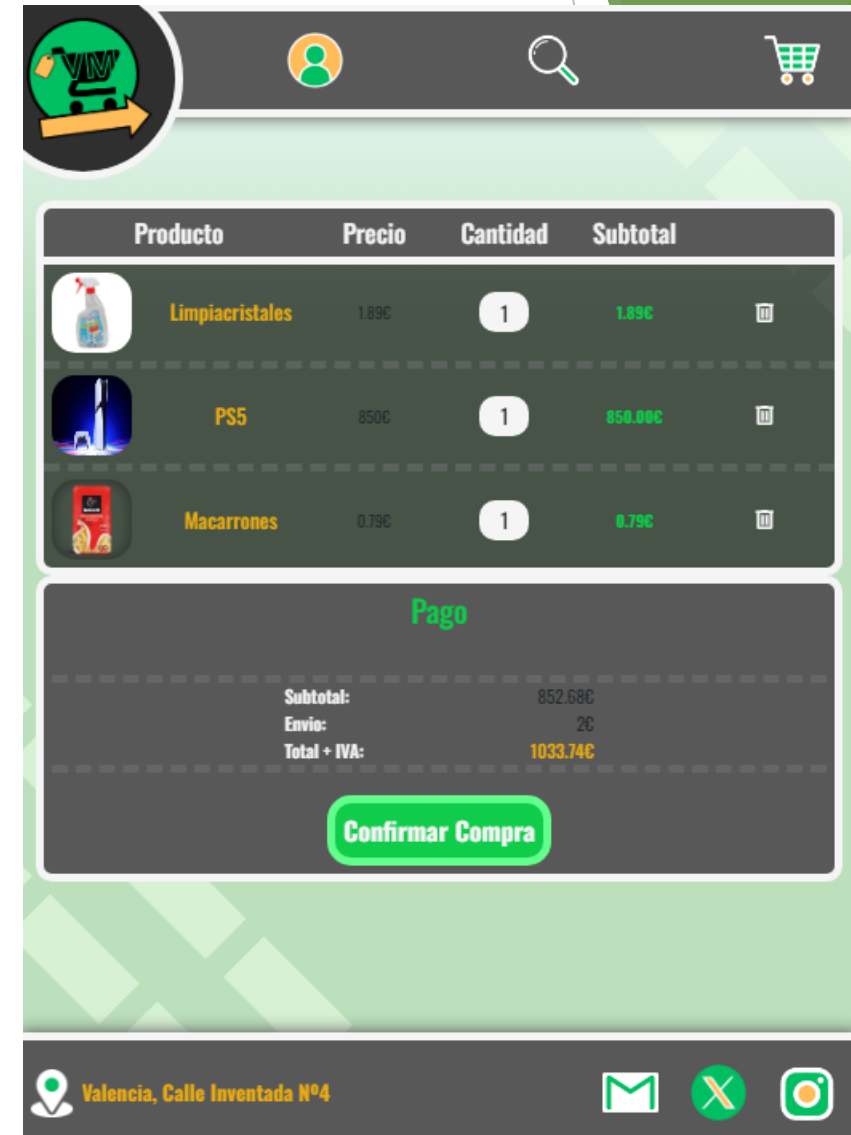 VM
Producto Precio Cantidad Subtotal
Limpiacristales 1.89€ 1 1.89€
PS5 850€ 1 850.00€
Macarrones 0.79€ 1 0.79€
Pago
Subtotal: 852.68€
Envio: 2€
Total + IVA: 1033.74€
Confirmar Compra
Valencia, Calle Inventada Nº4